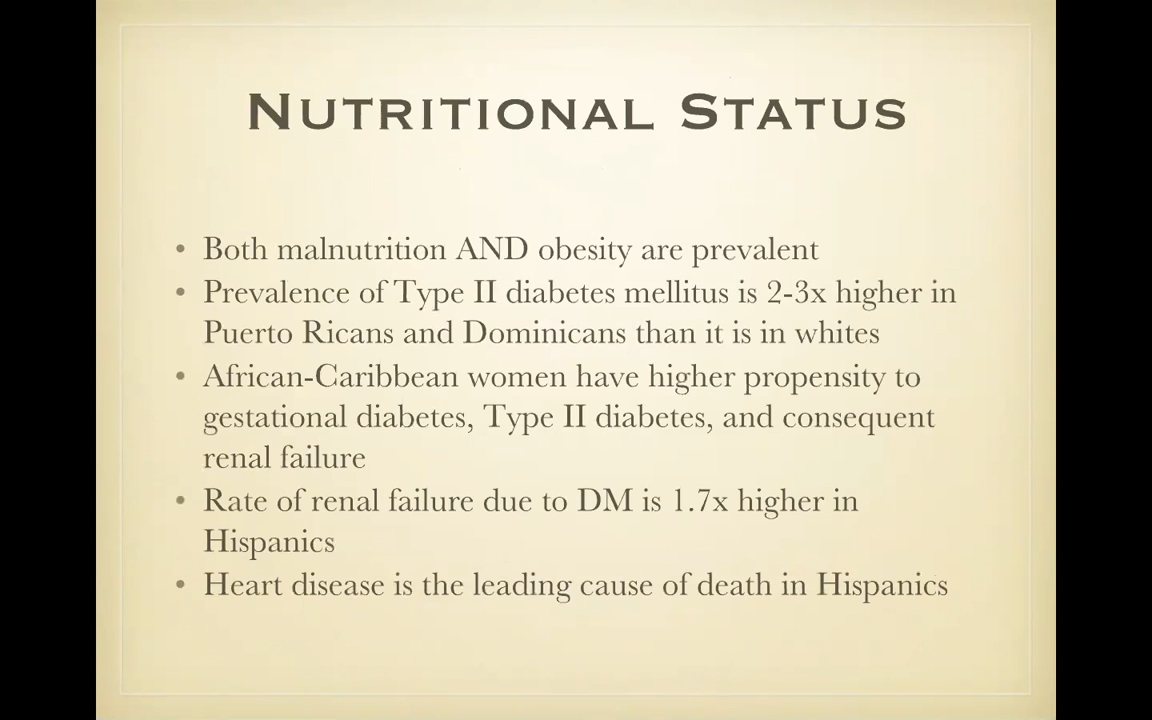 Nutritional Status
• Both malnutrition AND obesity are prevalent
• Prevalence of Type II diabetes mellitus is 2-3x higher in
Puerto Ricans and Dominicans than it is in whites
• African-Caribbean women have higher propensity to
gestational diabetes, Type II diabetes, and consequent
renal failure
• Rate of renal failure due to DM is 1.7x higher in
Hispanics
• Heart disease is the leading cause of death in Hispanics